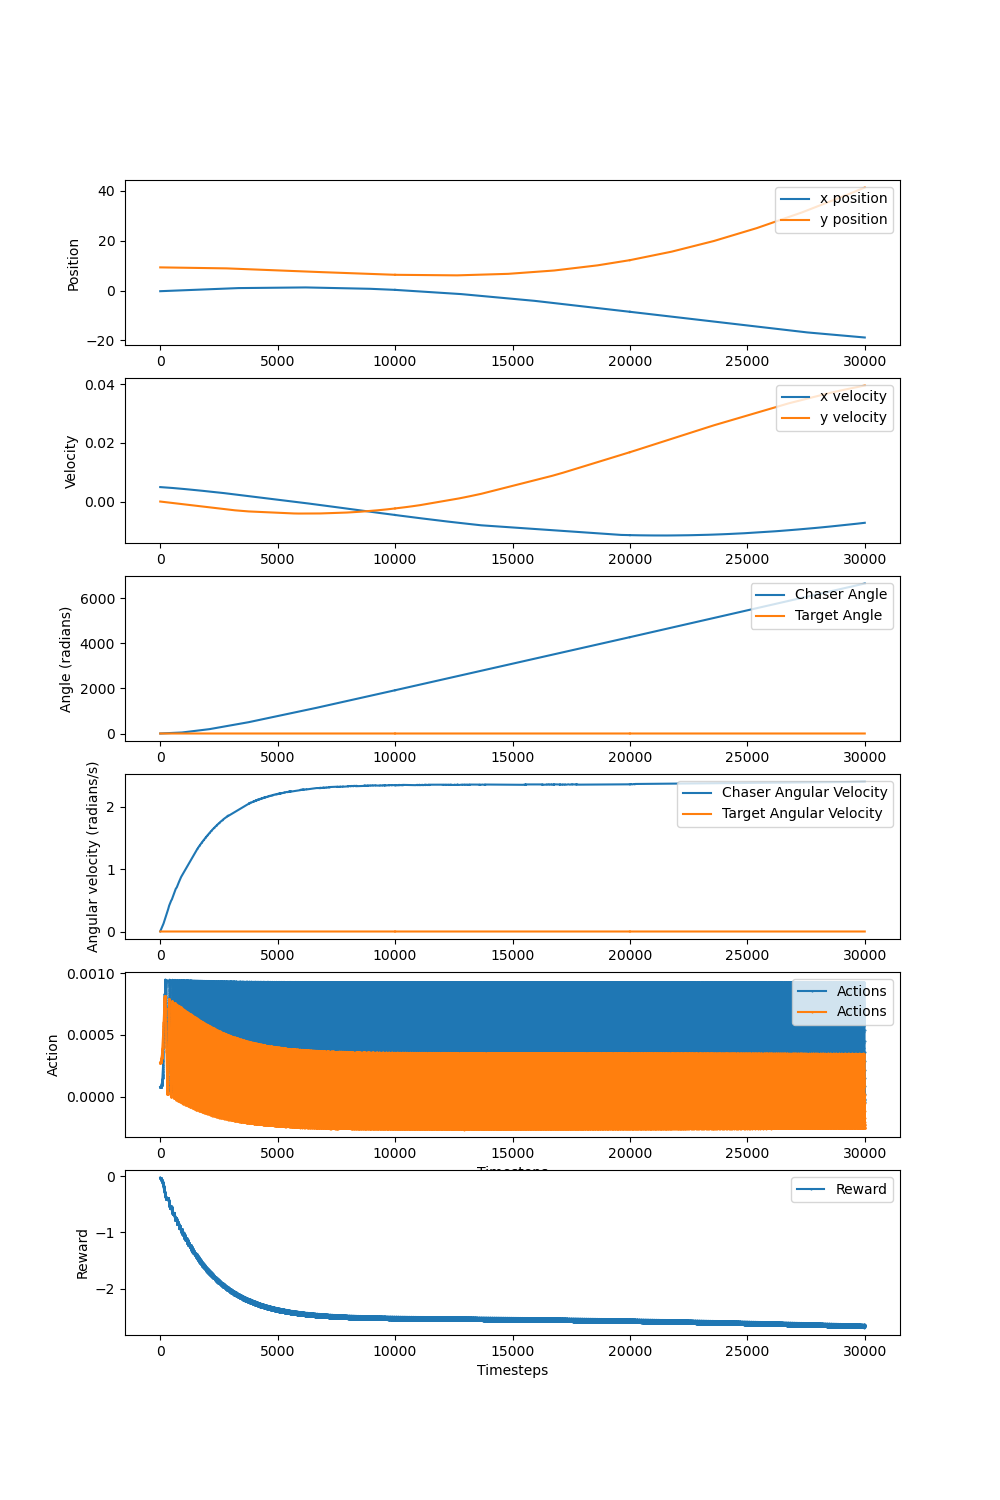 Position
40
20
0
−20
x position
y position
0 5000 10000 15000 20000 25000 30000
Velocity
0.04
0.02
0.00
x velocity
y velocity
0 5000 10000 15000 20000 25000 30000
Angle (radians)
6000
4000
2000
0
Chaser Angle
Target Angle
0 5000 10000 15000 20000 25000 30000
Angular velocity (radians/s)
2
1
0
Chaser Angular Velocity
Target Angular Velocity
0 5000 10000 15000 20000 25000 30000
Action
0.0010
0.0005
0.0000
Actions
Actions
0 5000 10000 15000 20000 25000 30000
Timesteps
Reward
0
−1
−2
Reward
0 5000 10000 15000 20000 25000 30000
Timesteps